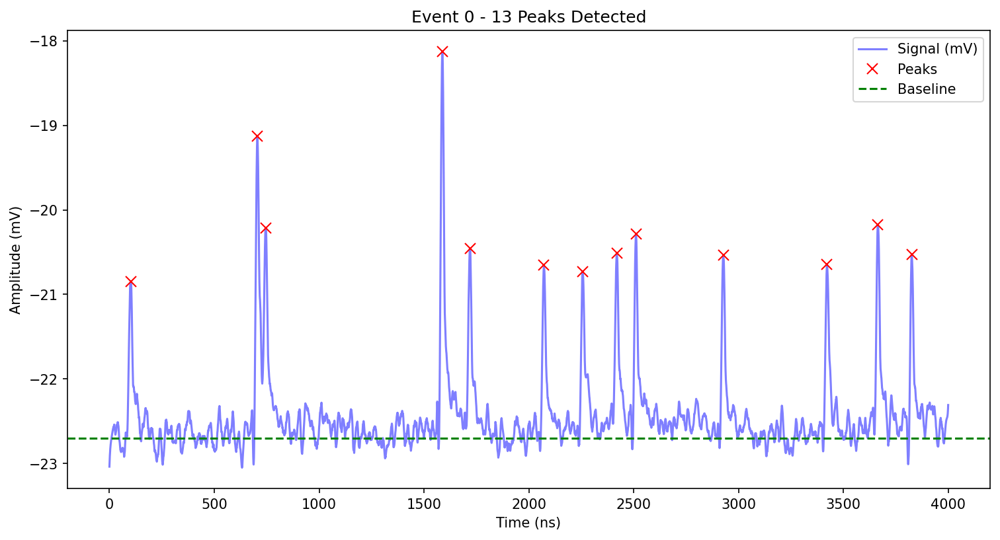 Event 0 - 13 Peaks Detected
Signal (mV)
Peaks
Baseline
Amplitude (mV)
−18
−19
−20
−21
−22
−23
0 500 1000 1500 2000 2500 3000 3500 4000
Time (ns)